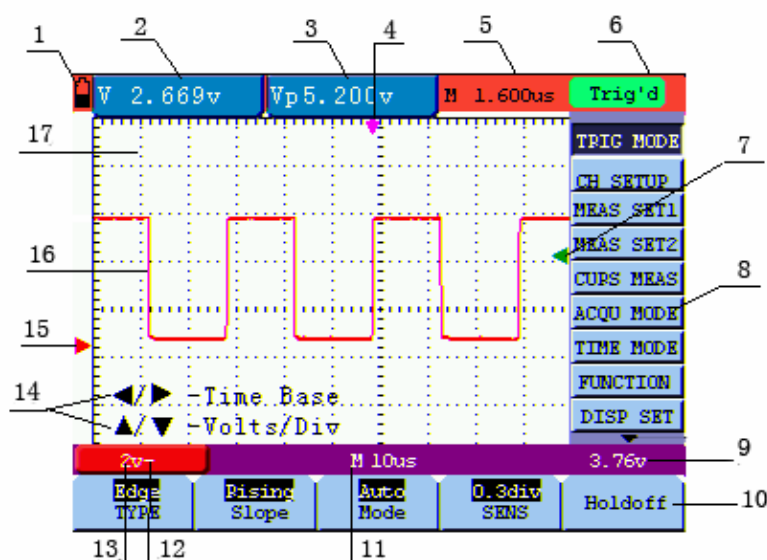 1 2 3 4 5 6
V 2.669v Vp5.200v M 1.600us Trig'd
17
TRIG MODE
7
CH SETUP
MEAS SET1
16
MEAS SET2
CURS MEAS
8
ACQU MODE
15
TIME MODE
FUNCTION
14
◀/▶ -Time Base
DISP SET
▲/▼ -Volts/Div
2v- M 10us 3.76v
9
Edge Rising Auto 0.3div
TYPE Slope Mode SENS Holdoff
10
13 12 11